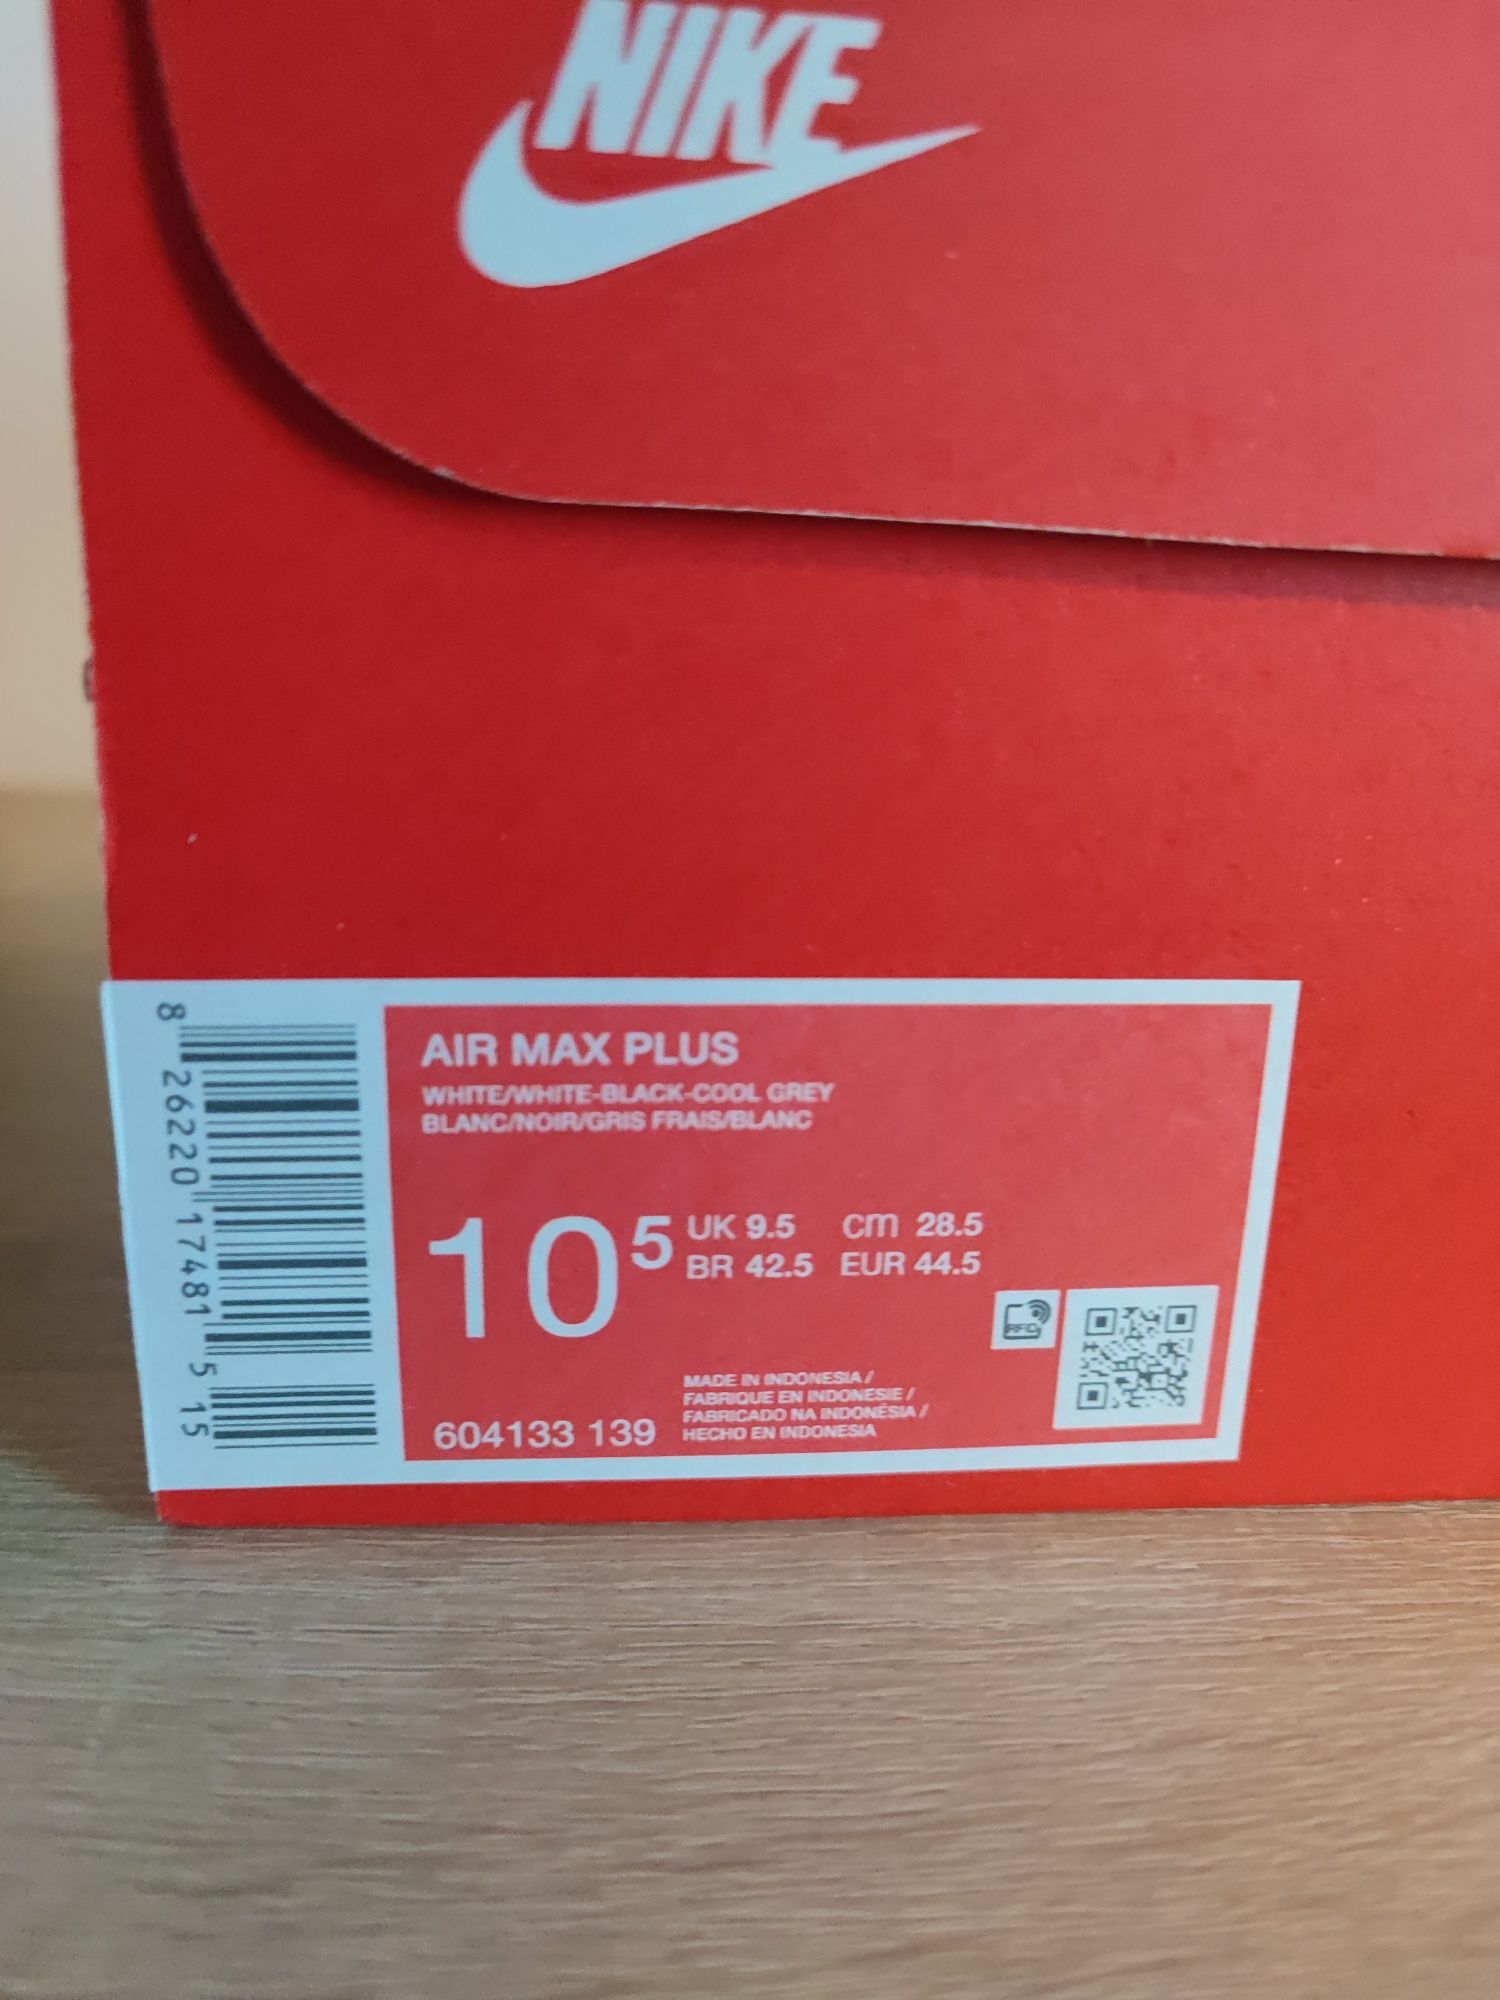 NIKE
AIR MAX PLUS
WHITE/WHITE-BLACK-COOL GREY
BLANC/NOIR/GRIS FRAIS/BLANC
10 5 UK 9.5 cm 28.5
BR 42.5 EUR 44.5
RFID
MADE IN INDONESIA /
FABRIQUE EN INDONESIE /
FABRICADO NA INDONÉSIA /
HECHO EN INDONESIA
604133 139
8 26220 17481 5 15